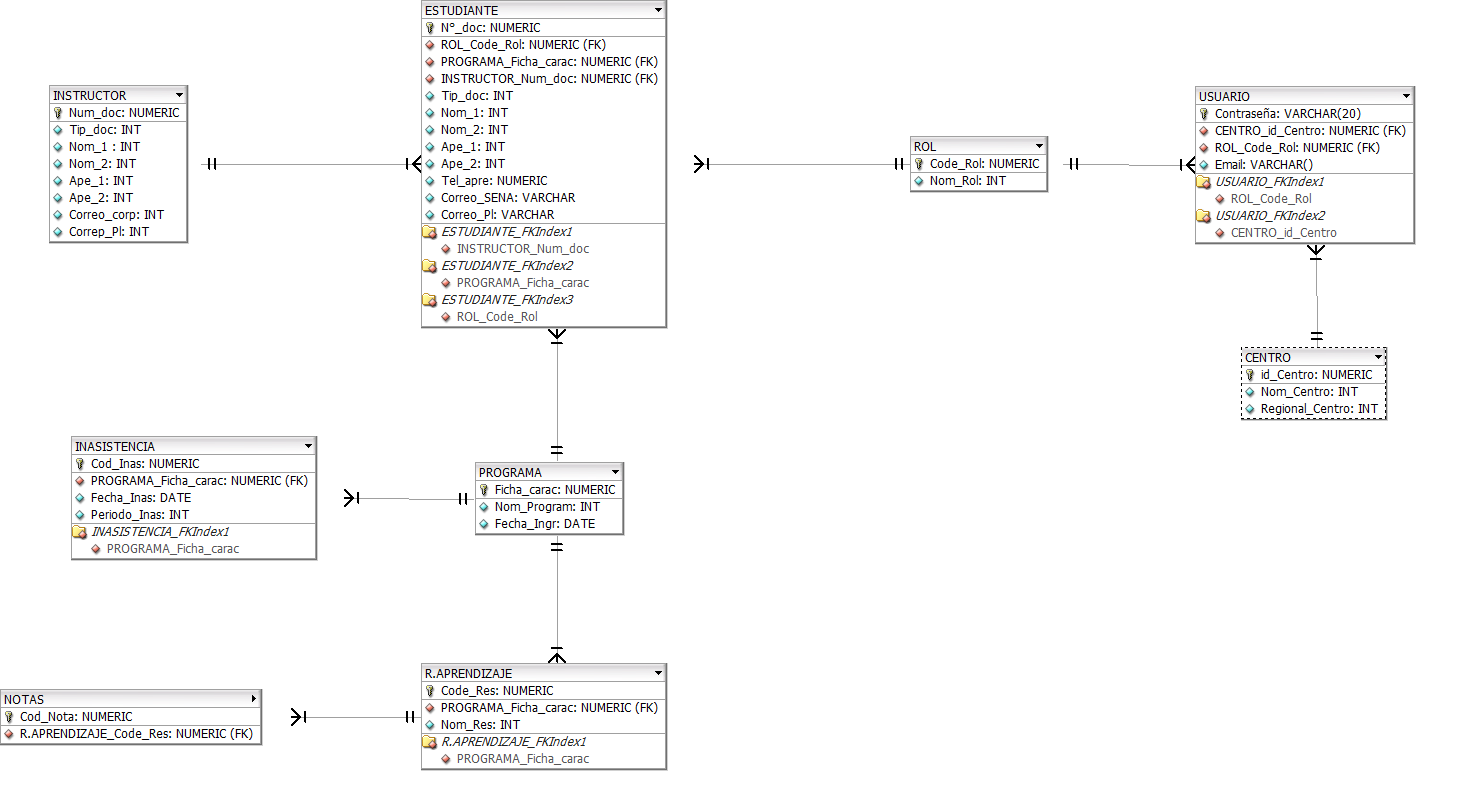 ESTUDIANTE
N°_doc: NUMERIC
ROL_Code_Rol: NUMERIC (FK)
PROGRAMA_Ficha_carac: NUMERIC (FK)
INSTRUCTOR_Num_doc: NUMERIC (FK)
Tip_doc: INT
Nom_1: INT
Nom_2: INT
Ape_1: INT
Ape_2: INT
Tel_apre: NUMERIC
Correo_SENA: VARCHAR
Correo_Pl: VARCHAR
ESTUDIANTE_FKIndex1
INSTRUCTOR_Num_doc
ESTUDIANTE_FKIndex2
PROGRAMA_Ficha_carac
ESTUDIANTE_FKIndex3
ROL_Code_Rol
INSTRUCTOR
Num_doc: NUMERIC
Tip_doc: INT
Nom_1 : INT
Nom_2: INT
Ape_1: INT
Ape_2: INT
Correo_corp: INT
Correp_Pl: INT
ROL
Code_Rol: NUMERIC
Nom_Rol: INT
USUARIO
Contraseña: VARCHAR(20)
CENTRO_id_Centro: NUMERIC (FK)
ROL_Code_Rol: NUMERIC (FK)
Email: VARCHAR()
USUARIO_FKIndex1
ROL_Code_Rol
USUARIO_FKIndex2
CENTRO_id_Centro
CENTRO
id_Centro: NUMERIC
Nom_Centro: INT
Regional_Centro: INT
INASISTENCIA
Cod_Inas: NUMERIC
PROGRAMA_Ficha_carac: NUMERIC (FK)
Fecha_Inas: DATE
Periodo_Inas: INT
INASISTENCIA_FKIndex1
PROGRAMA_Ficha_carac
PROGRAMA
Ficha_carac: NUMERIC
Nom_Program: INT
Fecha_Ingr: DATE
R.APRENDIZAJE
Code_Res: NUMERIC
PROGRAMA_Ficha_carac: NUMERIC (FK)
Nom_Res: INT
R.APRENDIZAJE_FKIndex1
PROGRAMA_Ficha_carac
NOTAS
Cod_Nota: NUMERIC
R.APRENDIZAJE_Code_Res: NUMERIC (FK)